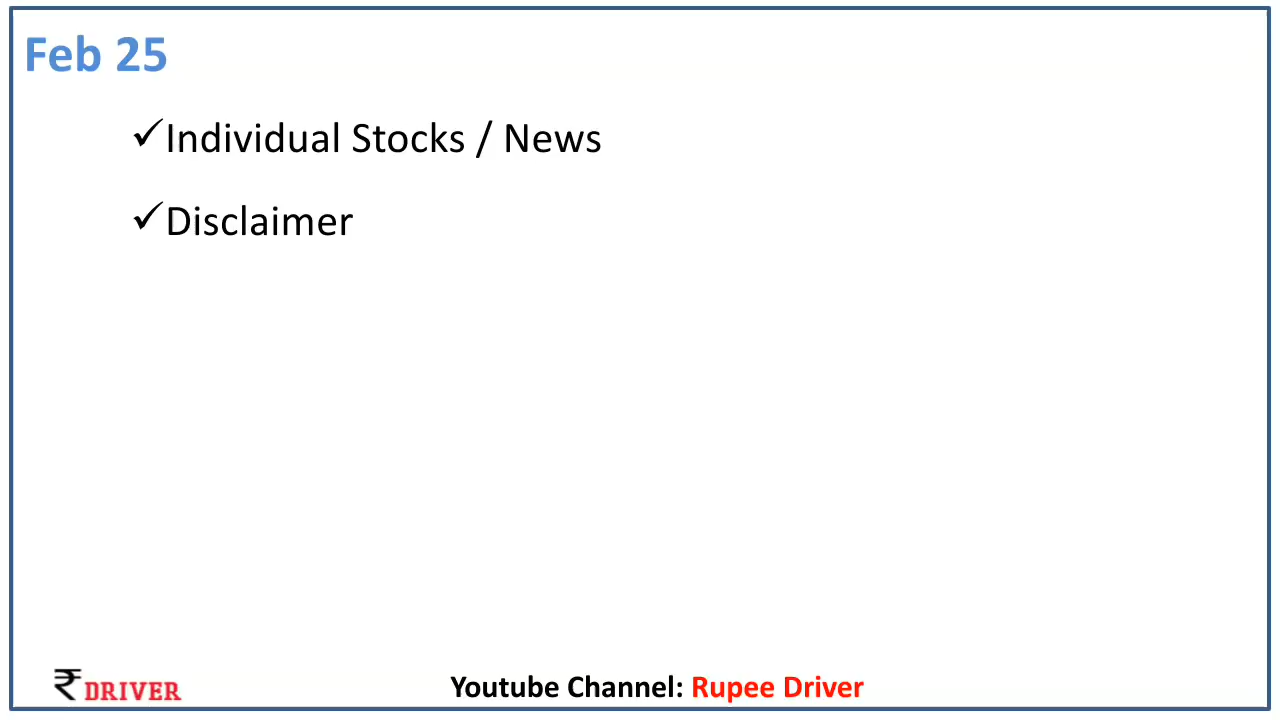 Feb 25
✓Individual Stocks / News
✓Disclaimer
₹ DRIVER
Youtube Channel: Rupee Driver